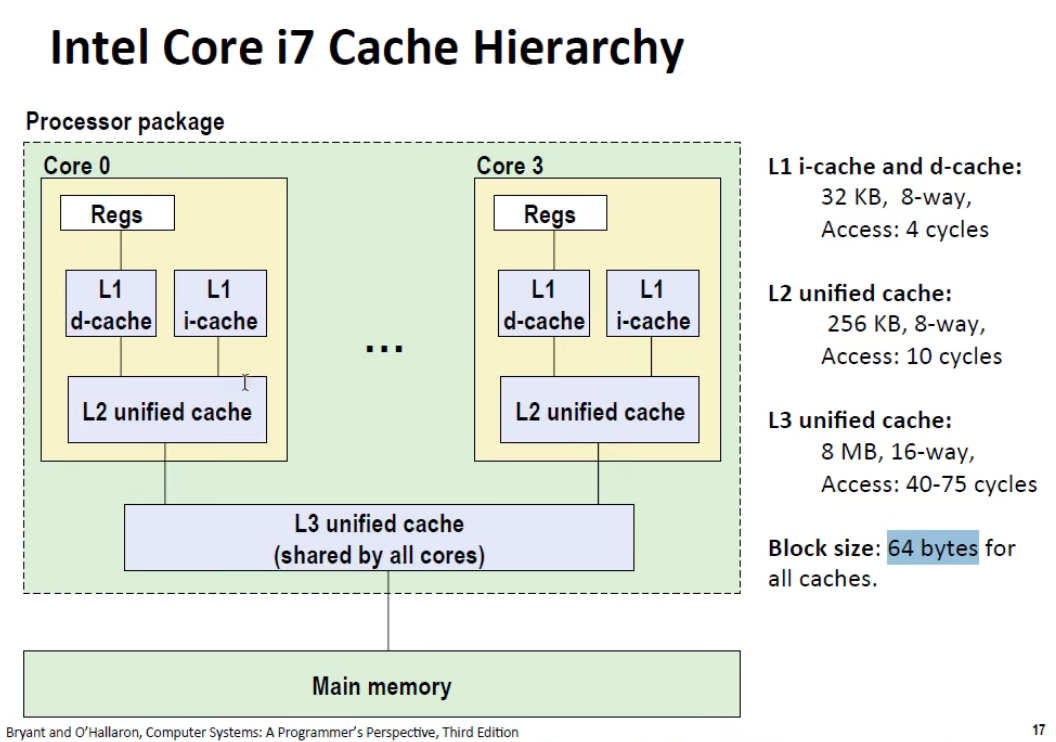 Intel Core i7 Cache Hierarchy
Processor package
Core 0
Regs
L1
d-cache
L1
i-cache
L2 unified cache
...
Core 3
Regs
L1
d-cache
L1
i-cache
L2 unified cache
L3 unified cache
(shared by all cores)
Main memory
L1 i-cache and d-cache:
32 KB, 8-way,
Access: 4 cycles
L2 unified cache:
256 KB, 8-way,
Access: 10 cycles
L3 unified cache:
8 MB, 16-way,
Access: 40-75 cycles
Block size: 64 bytes for
all caches.
Bryant and O'Hallaron, Computer Systems: A Programmer's Perspective, Third Edition
17